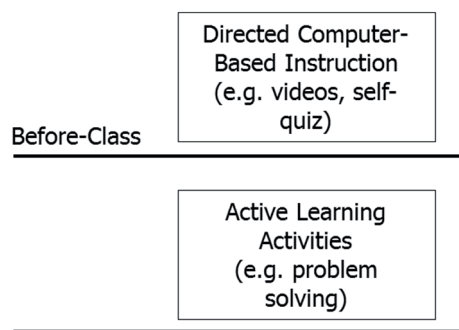 Directed Computer-
Based Instruction
(e.g. videos, self-
quiz)
Before-Class
Active Learning
Activities
(e.g. problem
solving)